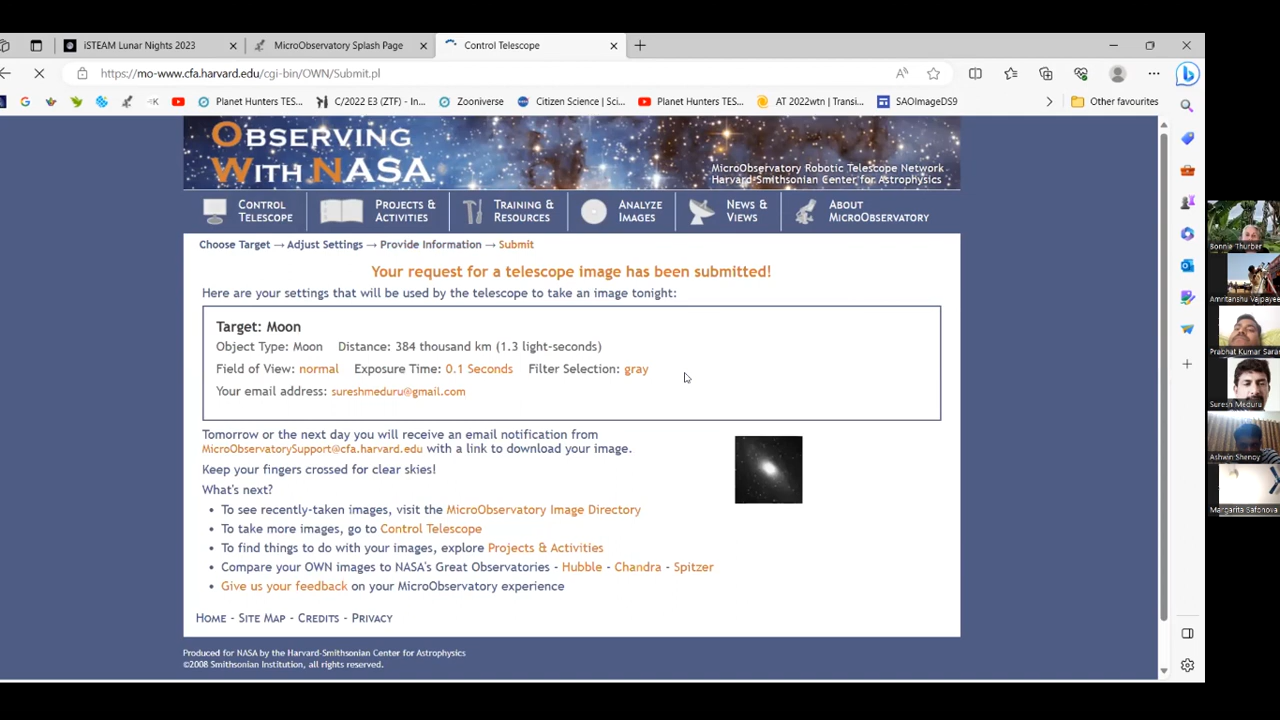 iSTEAM Lunar Nights 2023
MicroObservatory Splash Page
Control Telescope
https://mo-www.cfa.harvard.edu/cgi-bin/OWN/Submit.pl
Planet Hunters TES...
C/2022 E3 (ZTF) - In...
Zooniverse
Citizen Science | Sci...
Planet Hunters TES...
AT 2022wtn | Transi...
SAOImageDS9
Other favourites
OBSERVING
WITH NASA
MicroObservatory Robotic Telescope Network
Harvard-Smithsonian Center for Astrophysics
CONTROL
TELESCOPE
PROJECTS &
ACTIVITIES
TRAINING &
RESOURCES
ANALYZE
IMAGES
NEWS &
VIEWS
ABOUT
MICROOBSERVATORY
Choose Target → Adjust Settings → Provide Information → Submit
Your request for a telescope image has been submitted!
Here are your settings that will be used by the telescope to take an image tonight:
Target: Moon
Object Type: Moon Distance: 384 thousand km (1.3 light-seconds)
Field of View: normal Exposure Time: 0.1 Seconds Filter Selection: gray
Your email address: sureshmeduru@gmail.com
Tomorrow or the next day you will receive an email notification from
MicroObservatorySupport@cfa.harvard.edu with a link to download your image.
Keep your fingers crossed for clear skies!
What's next?
• To see recently-taken images, visit the MicroObservatory Image Directory
• To take more images, go to Control Telescope
• To find things to do with your images, explore Projects & Activities
• Compare your OWN images to NASA's Great Observatories - Hubble - Chandra - Spitzer
• Give us your feedback on your MicroObservatory experience
HOME - SITE MAP - CREDITS - PRIVACY
Produced for NASA by the Harvard-Smithsonian Center for Astrophysics
©2008 Smithsonian Institution, all rights reserved.
Bonnie Thurber
Amritanshu Vajpayee
Prabhat Kumar Saran
Suresh Meduru
Ashwin Shenoy
Margarita Safonova